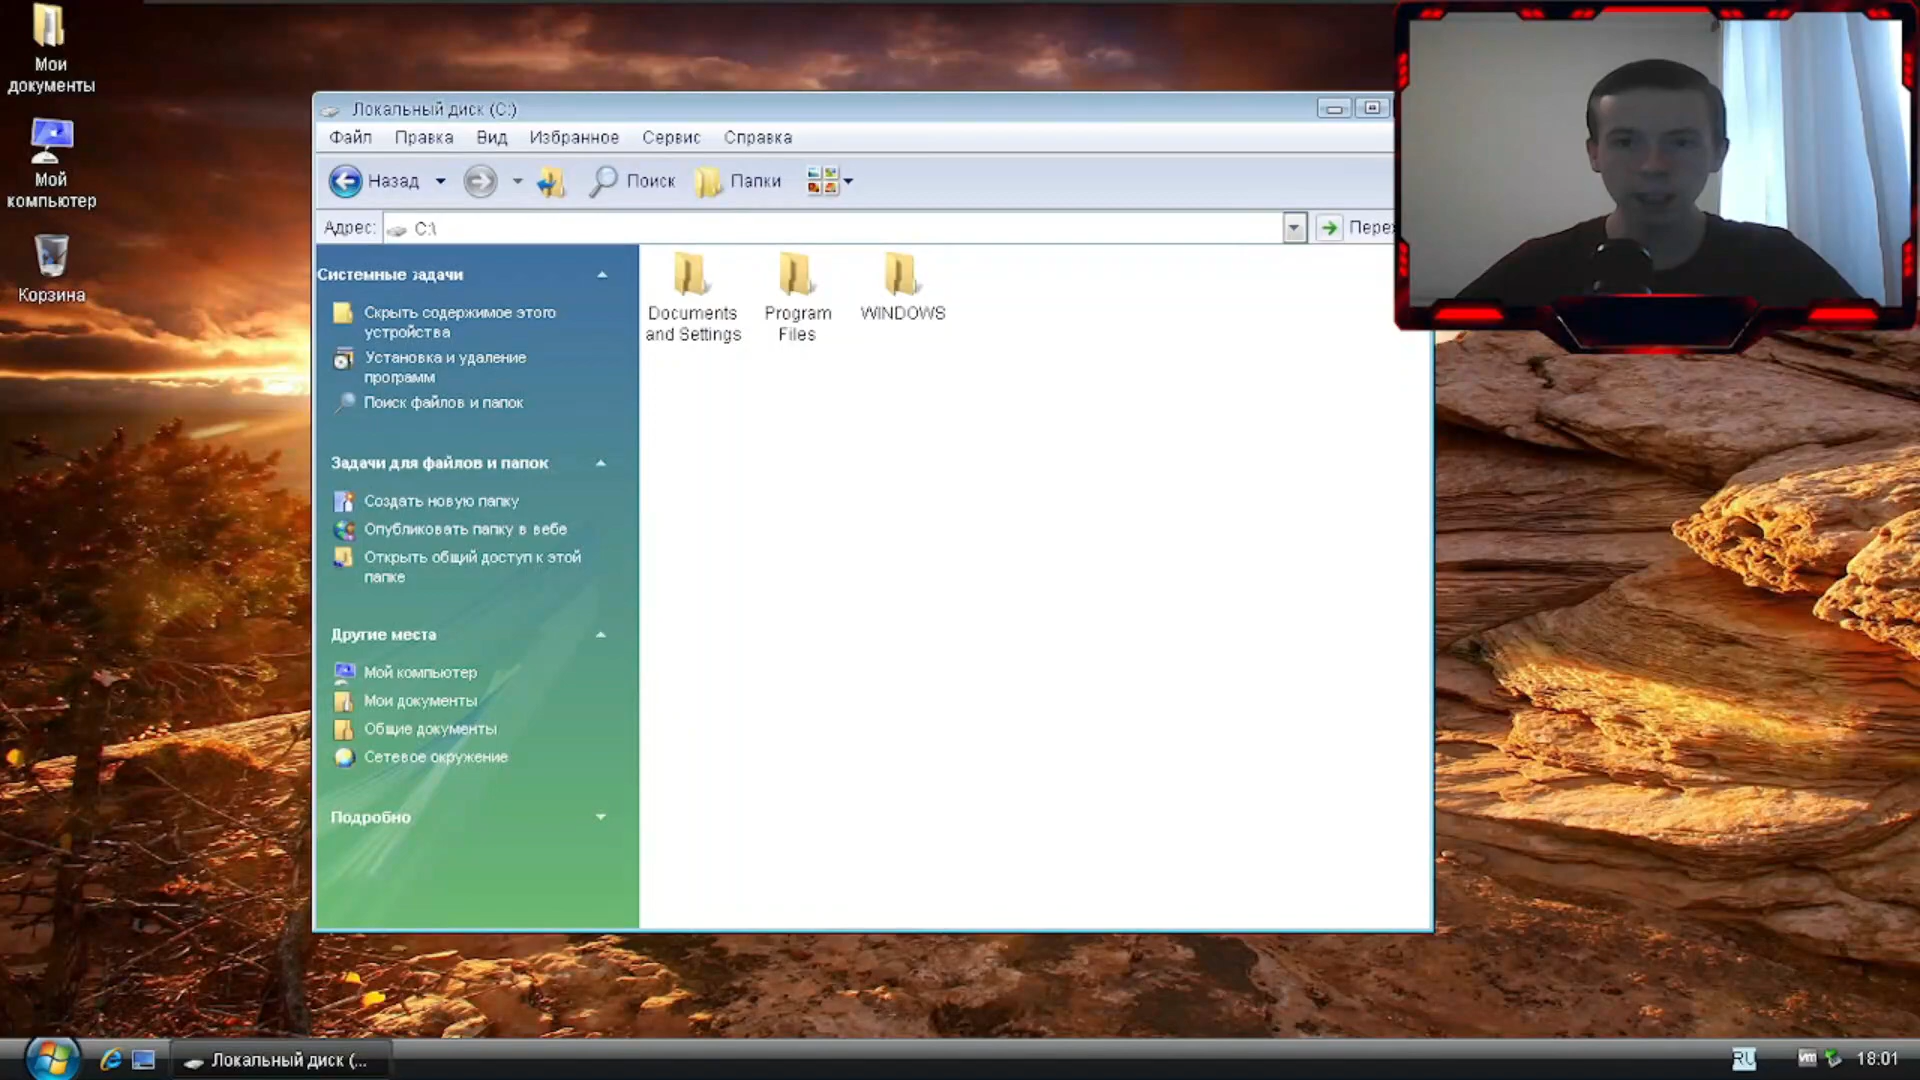 Мои
документы
Мой
компьютер
Корзина
Локальный диск (C:)
Файл Правка Вид Избранное Сервис Справка
Назад Поиск Папки
Адрес: C:\
Системные задачи
Скрыть содержимое этого
устройства
Установка и удаление
программ
Поиск файлов и папок
Задачи для файлов и папок
Создать новую папку
Опубликовать папку в вебе
Открыть общий доступ к этой
папке
Другие места
Мой компьютер
Мои документы
Общие документы
Сетевое окружение
Подробно
Documents
and Settings
Program
Files
WINDOWS
Локальный диск (...
RU
vm
18:01